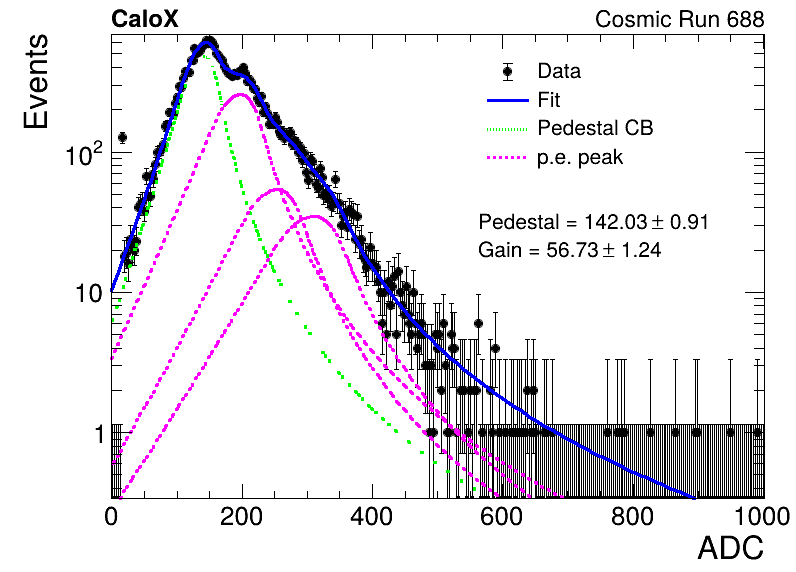 CaloX Cosmic Run 688
Events
Data
Fit
Pedestal CB
p.e. peak
Pedestal = 142.03 ± 0.91
Gain = 56.73 ± 1.24
10²
10
1
0 200 400 600 800 1000
ADC